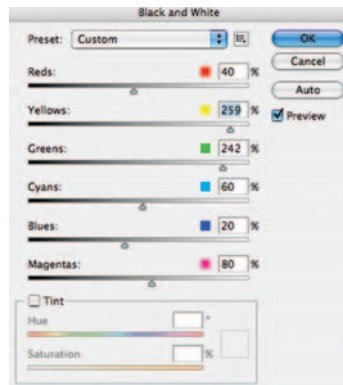 Black and White
Preset: Custom
OK
Cancel
Auto
Preview
Reds: 40 %
Yellows: 259 %
Greens: 242 %
Cyans: 60 %
Blues: 20 %
Magentas: 80 %
Tint
Hue °
Saturation %